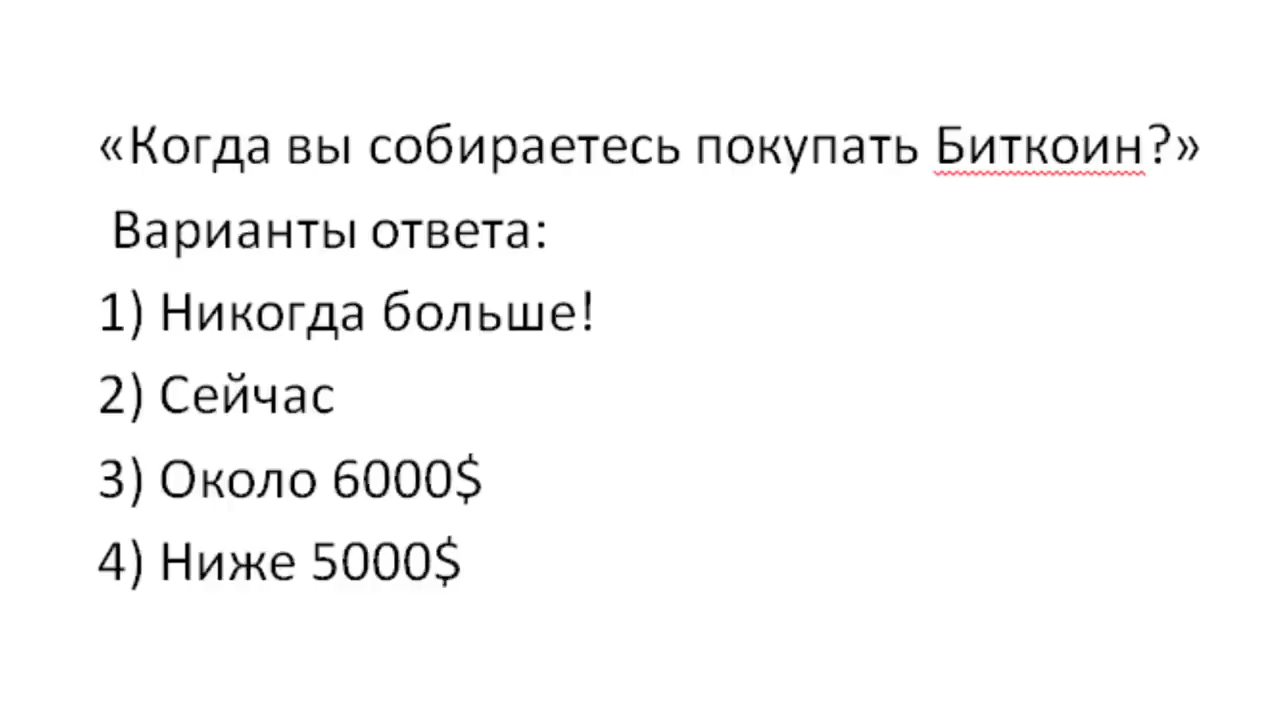 «Когда вы собираетесь покупать Биткоин?»
Варианты ответа:
1) Никогда больше!
2) Сейчас
3) Около 6000$
4) Ниже 5000$